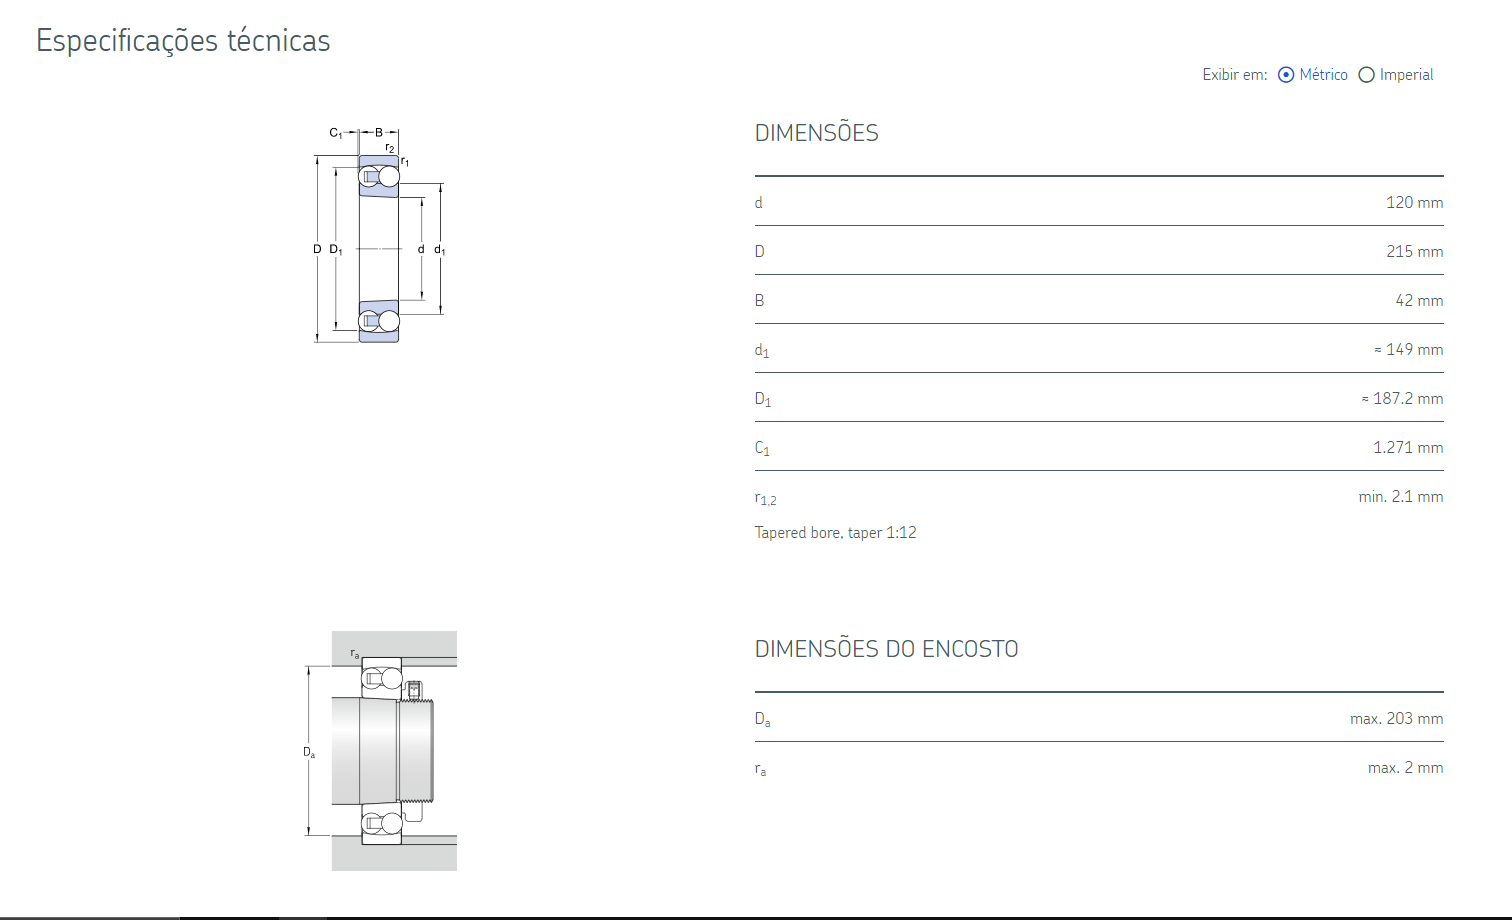 Especificações técnicas
Exibir em: Métrico Imperial
C1 B
r2
r1
D D1 d d1
DIMENSÕES
d 120 mm
D 215 mm
B 42 mm
d1 ≈ 149 mm
D1 ≈ 187.2 mm
C1 1.271 mm
r1,2 min. 2.1 mm
Tapered bore, taper 1:12
ra
Da
DIMENSÕES DO ENCOSTO
Da max. 203 mm
ra max. 2 mm